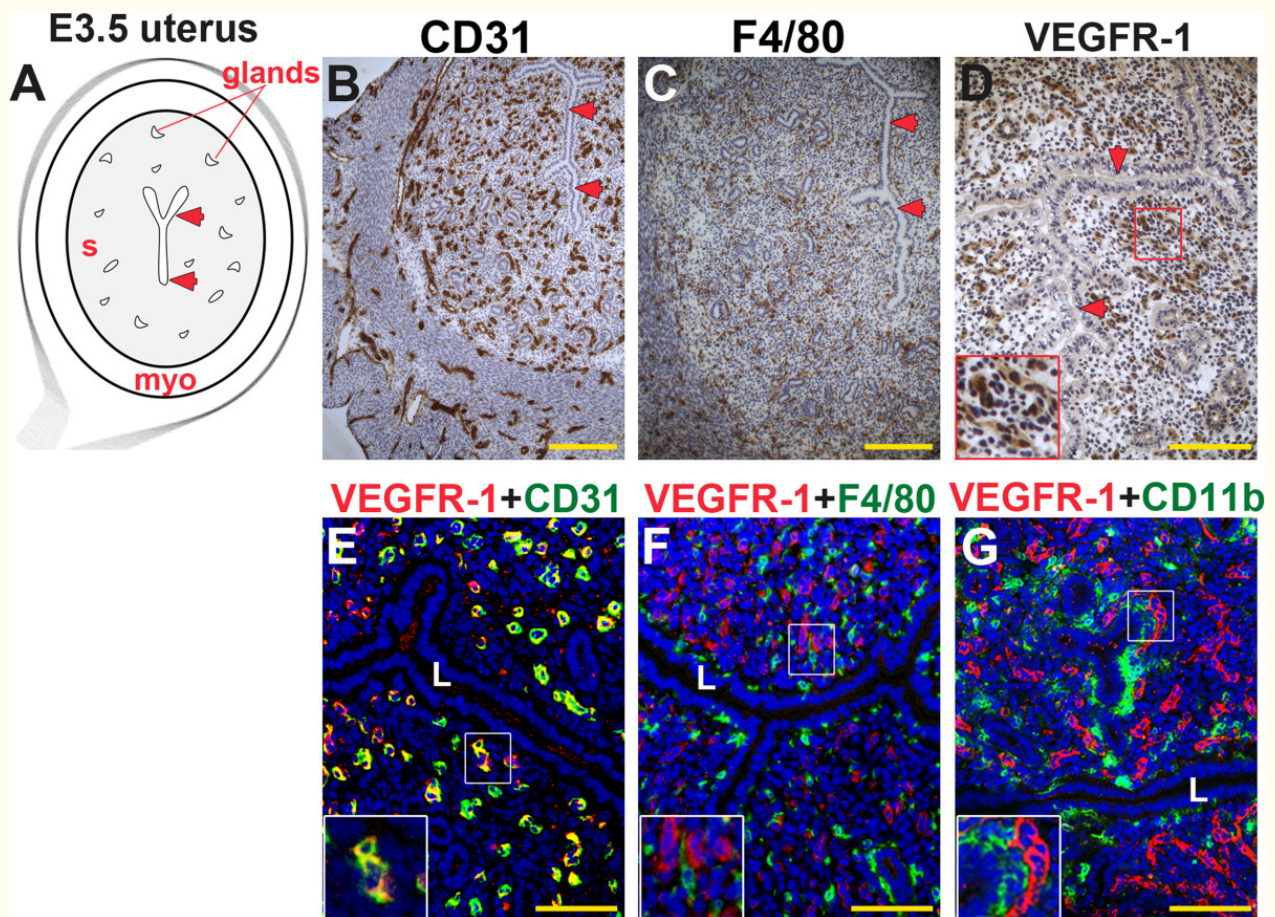 E3.5 uterus
CD31
F4/80
VEGFR-1
A
glands
s
myo
B
C
D
VEGFR-1+CD31
VEGFR-1+F4/80
VEGFR-1+CD11b
E
L
F
L
G
L